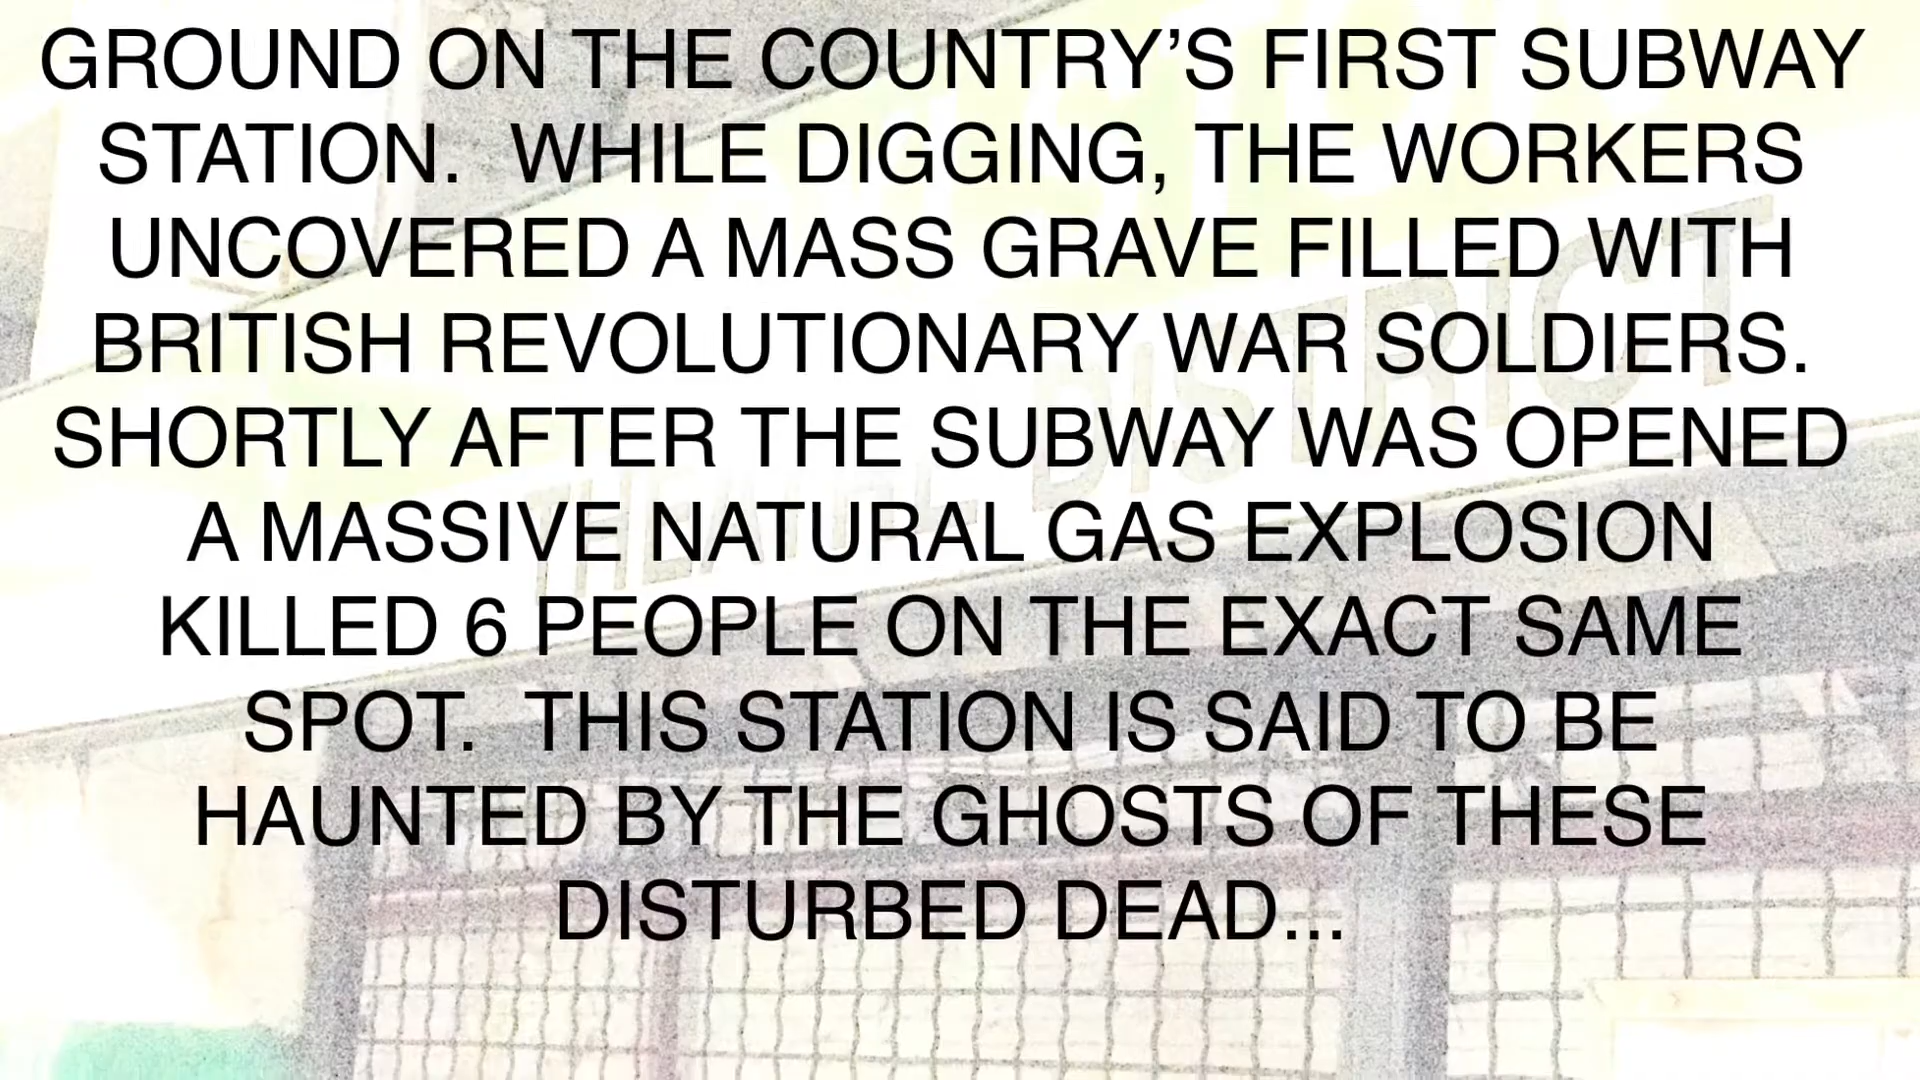 GROUND ON THE COUNTRY’S FIRST SUBWAY
STATION.  WHILE DIGGING, THE WORKERS
UNCOVERED A MASS GRAVE FILLED WITH
BRITISH REVOLUTIONARY WAR SOLDIERS.
SHORTLY AFTER THE SUBWAY WAS OPENED
A MASSIVE NATURAL GAS EXPLOSION
KILLED 6 PEOPLE ON THE EXACT SAME
SPOT.  THIS STATION IS SAID TO BE
HAUNTED BY THE GHOSTS OF THESE
DISTURBED DEAD...
DISTRICT